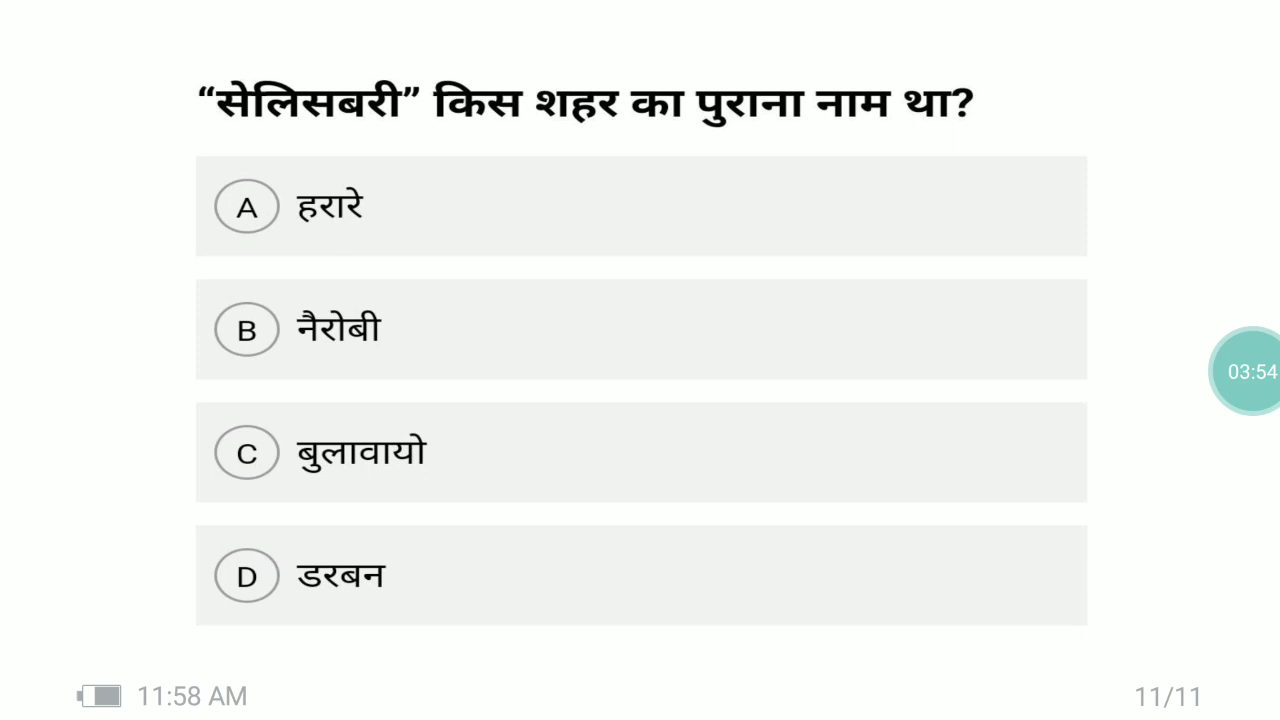 “सेलिसबरी” किस शहर का पुराना नाम था?
A हरारे
B नैरोबी
C बुलावायो
03:54
D डरबन
11:58 AM
11/11